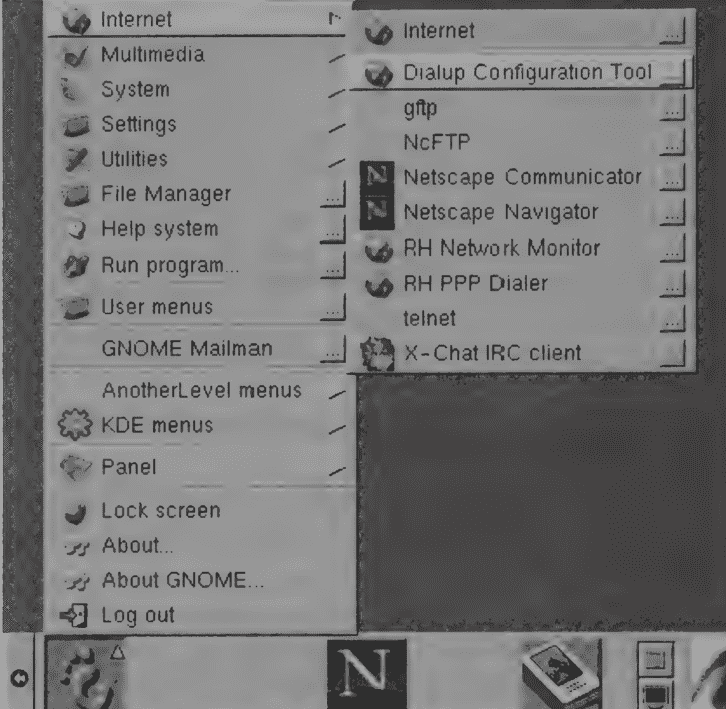 Internet
Multimedia
System
Settings
Utilities
File Manager
Help system
Run program...
User menus
GNOME Mailman
AnotherLevel menus
KDE menus
Panel
Lock screen
About...
About GNOME...
Log out
Internet
Dialup Configuration Tool
gftp
NcFTP
Netscape Communicator
Netscape Navigator
RH Network Monitor
RH PPP Dialer
telnet
X-Chat IRC client
N